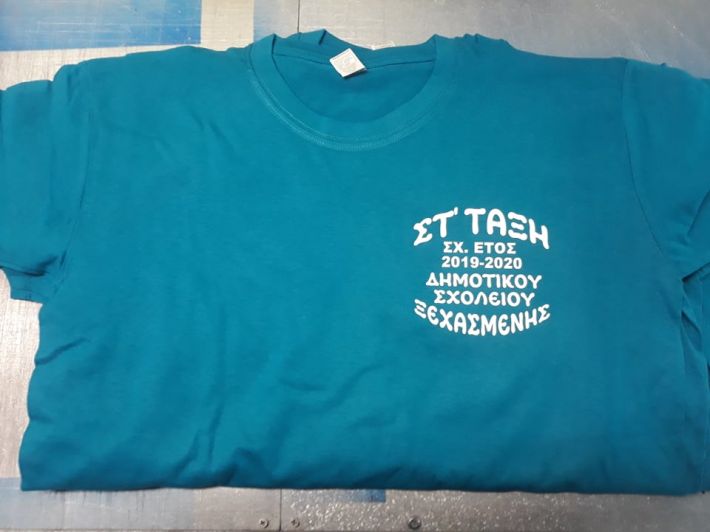 ΣΤ' ΤΑΞΗ
ΣΧ. ΕΤΟΣ
2019-2020
ΔΗΜΟΤΙΚΟΥ
ΣΧΟΛΕΙΟΥ
ΞΕΧΑΣΜΕΝΗΣ